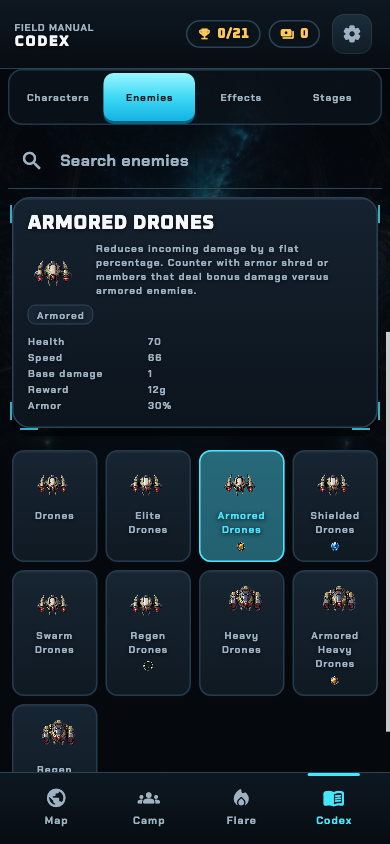 FIELD MANUAL
CODEX
0/21
0
Characters
Enemies
Effects
Stages
Search enemies
ARMORED DRONES
Reduces incoming damage by a flat
percentage. Counter with armor shred or
members that deal bonus damage versus
armored enemies.
Armored
Health 70
Speed 66
Base damage 1
Reward 12g
Armor 30%
Drones
Elite
Drones
Armored
Drones
Shielded
Drones
Swarm
Drones
Regen
Drones
Heavy
Drones
Armored
Heavy
Drones
Regen
Map
Camp
Flare
Codex